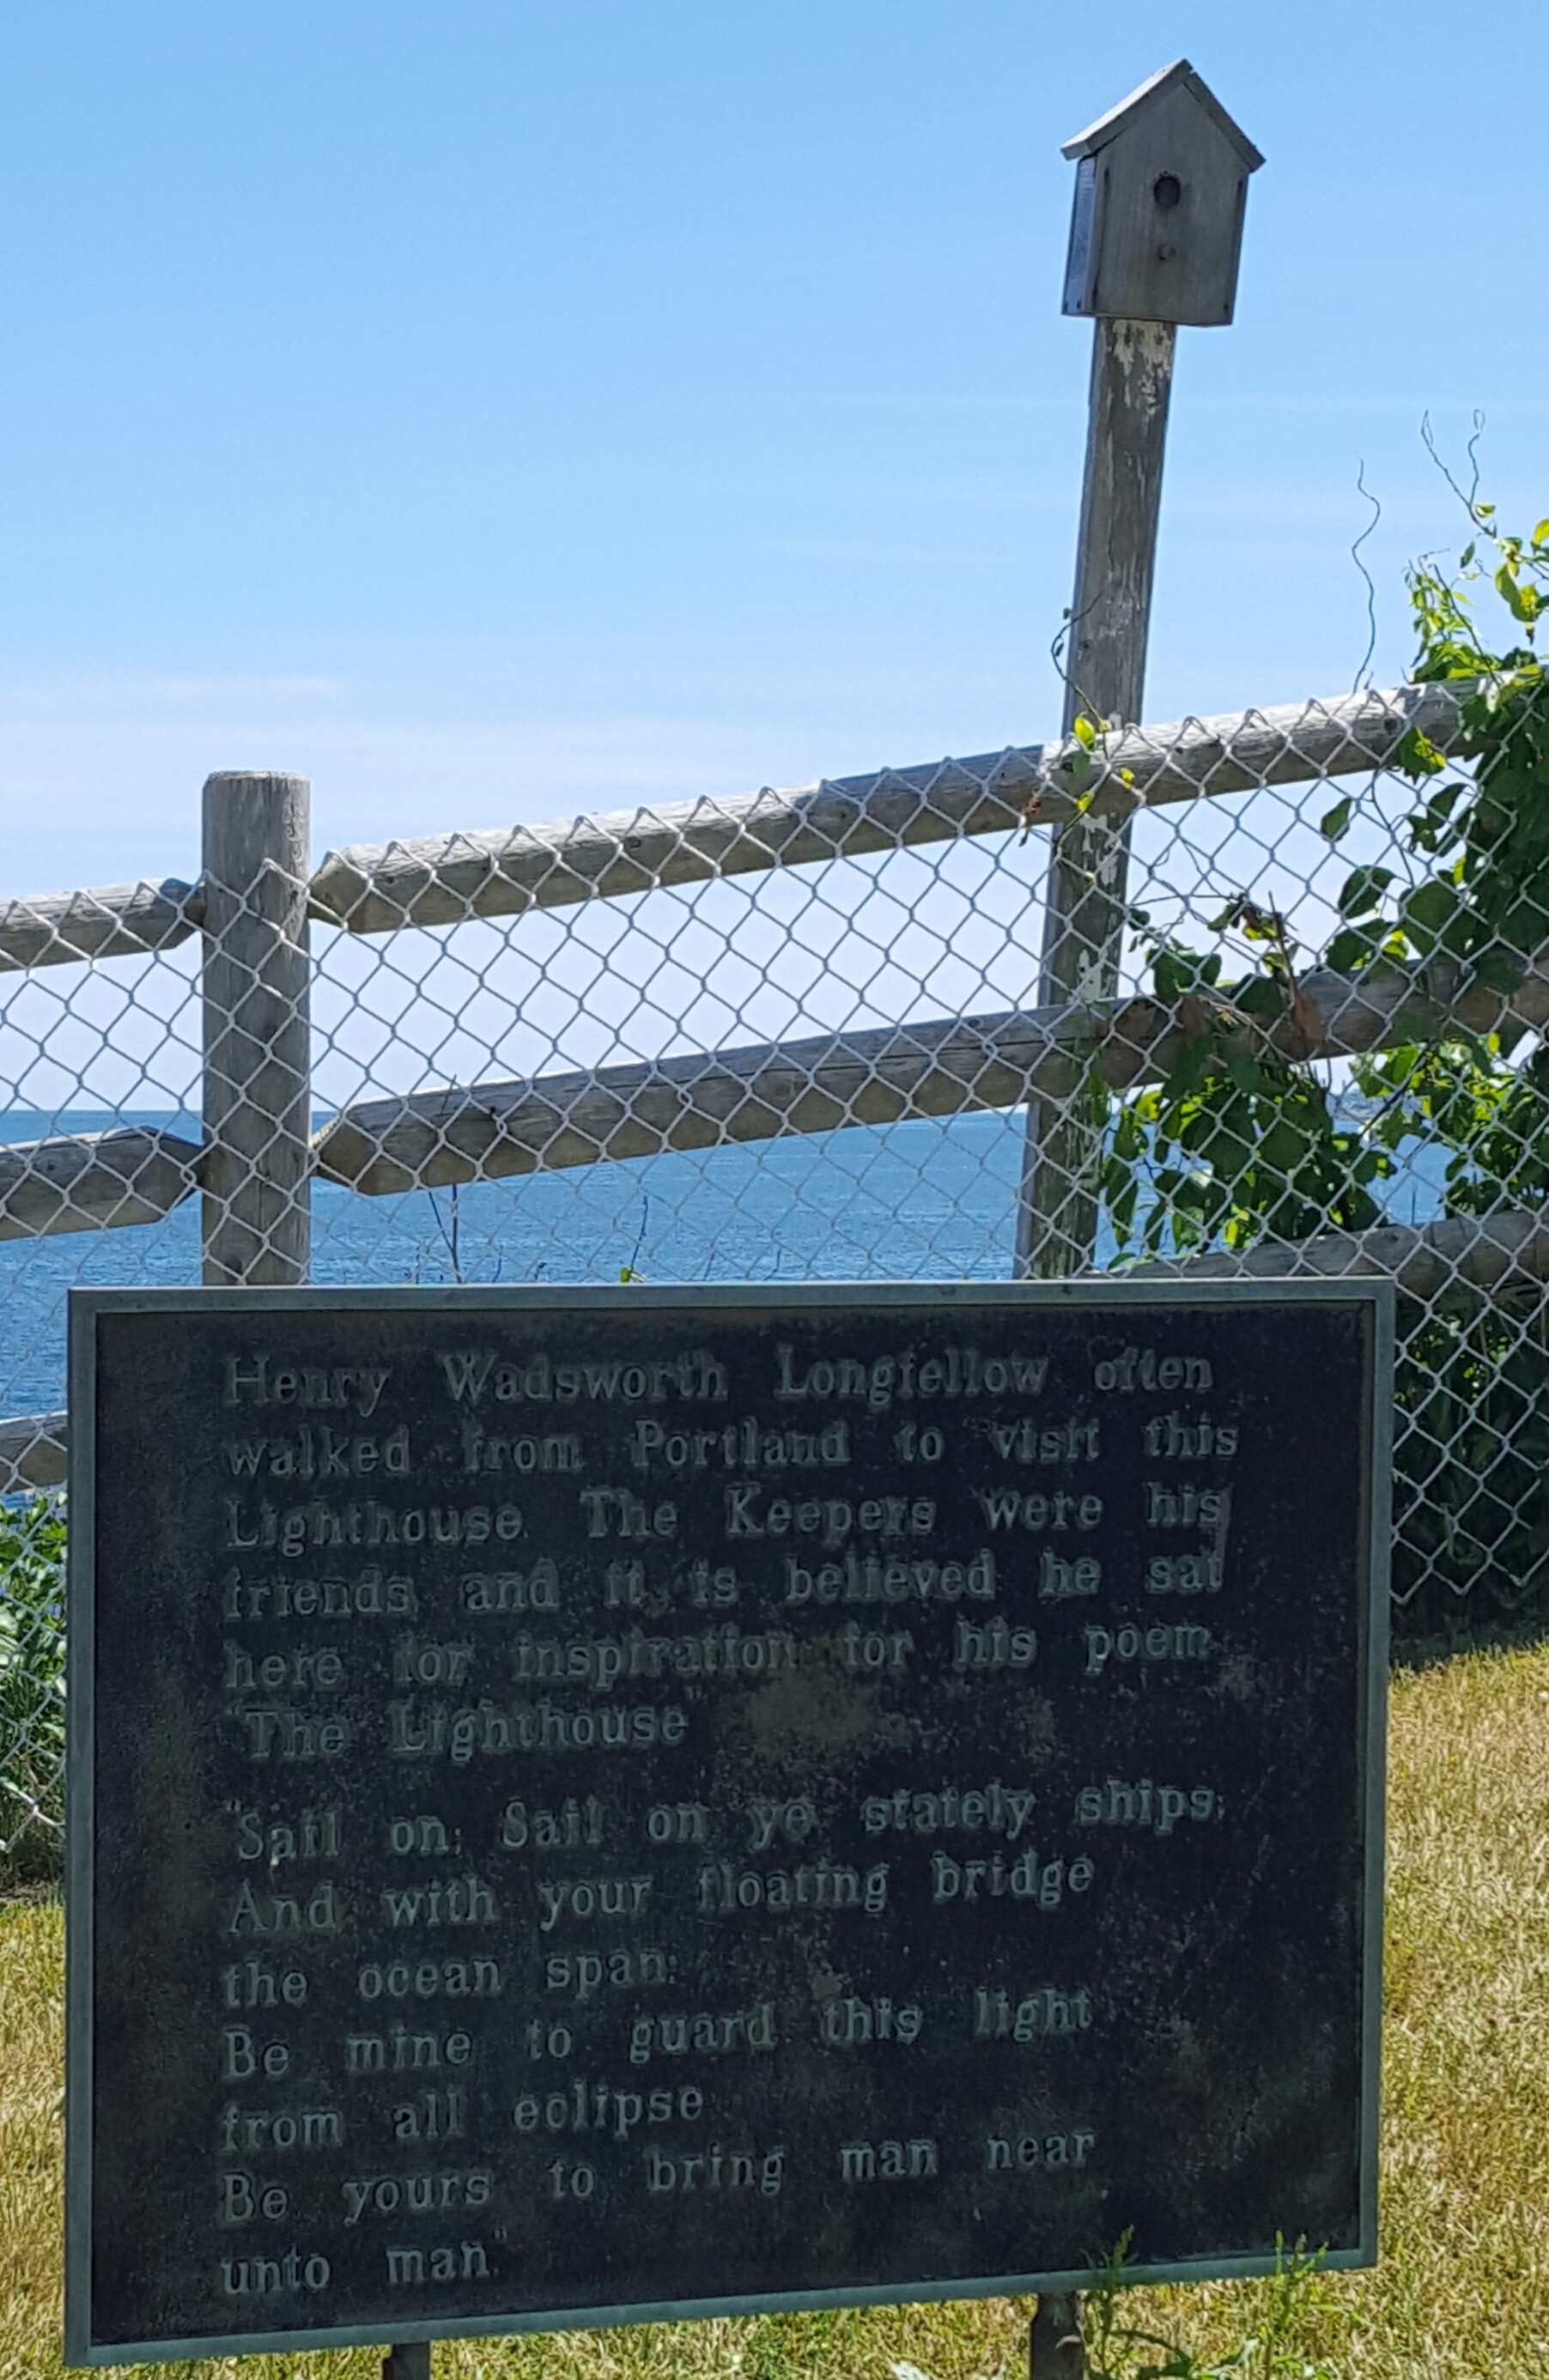 Henry Wadsworth Longfellow often
walked from Portland to visit this
Lighthouse. The Keepers were his
friends and it is believed he sat
here for inspiration for his poem
"The Lighthouse"
"Sail on; Sail on ye stately ships;
And with your floating bridge
the ocean span;
Be mine to guard this light
from all eclipse
Be yours to bring man near
unto man."